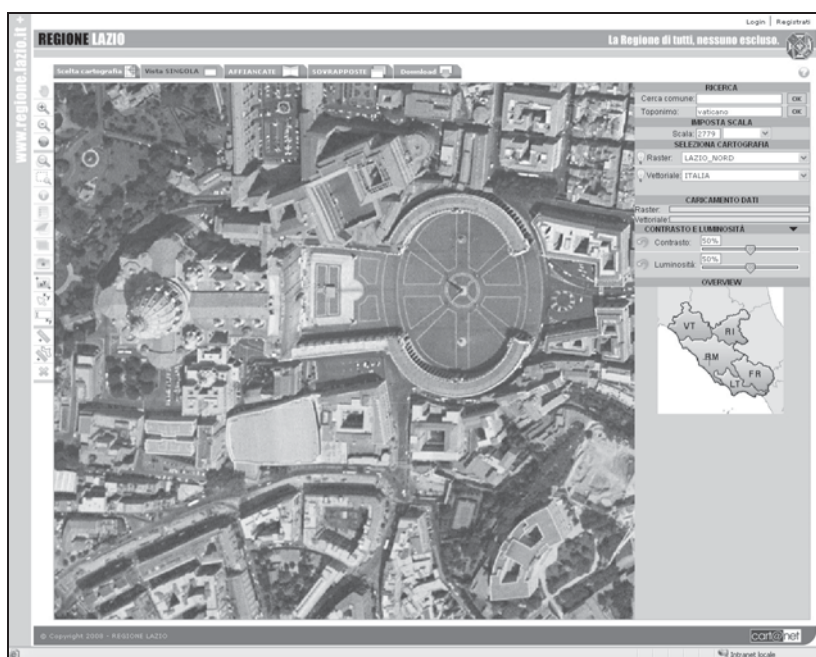 Login | Registrati
www.regione.lazio.it
REGIONE LAZIO
La Regione di tutti, nessuno escluso.
Scelta cartografia
Vista SINGOLA
AFFIANCATE
SOVRAPPOSTE
Download
RICERCA
Cerca comune: OK
Toponimo: vaticano OK
IMPOSTA SCALA
Scala: 2779
SELEZIONA CARTOGRAFIA
Raster: LAZIO_NORD
Vettoriale: ITALIA
CARICAMENTO DATI
Raster:
Vettoriale:
CONTRASTO E LUMINOSITÁ
Contrasto: 50%
Luminosità: 50%
OVERVIEW
VT
RI
RM
FR
LT
© Copyright 2009 - REGIONE LAZIO
cart@net
Intranet locale